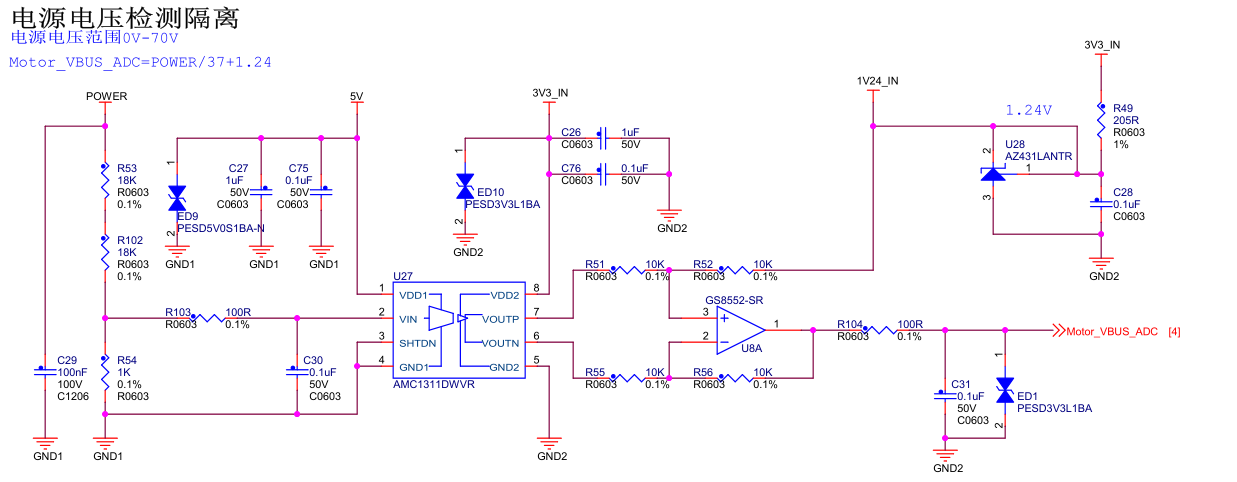 电源电压检测隔离
电源电压范围0V-70V
Motor_VBUS_ADC=POWER/37+1.24
POWER
5V
3V3_IN
1V24_IN
3V3_IN
1.24V
R49
205R
R0603
1%
U28
AZ431LANTR
2
1
3
C28
0.1uF
C0603
GND2
R53
18K
R0603
0.1%
R102
18K
R0603
0.1%
1
2
ED9
PESD5V0S1BA-N
GND1
C27
1uF
50V
C0603
GND1
C75
0.1uF
50V
C0603
GND1
1
2
ED10
PESD3V3L1BA
GND2
C26
C0603
1uF
50V
C76
C0603
0.1uF
50V
GND2
R103
R0603
100R
0.1%
C29
100nF
100V
C1206
GND1
R54
1K
0.1%
R0603
GND1
C30
0.1uF
50V
C0603
U27
1 VDD1 VDD2 8
2 VIN VOUTP 7
3 SHTDN VOUTN 6
4 GND1 GND2 5
AMC1311DWVR
GND2
R51
R0603
10K
0.1%
R52
R0603
10K
0.1%
GS8552-SR
3
2
1
U8A
R55
R0603
10K
0.1%
R56
R0603
10K
0.1%
R104
R0603
100R
0.1%
Motor_VBUS_ADC [4]
C31
0.1uF
50V
C0603
GND2
1
2
ED1
PESD3V3L1BA